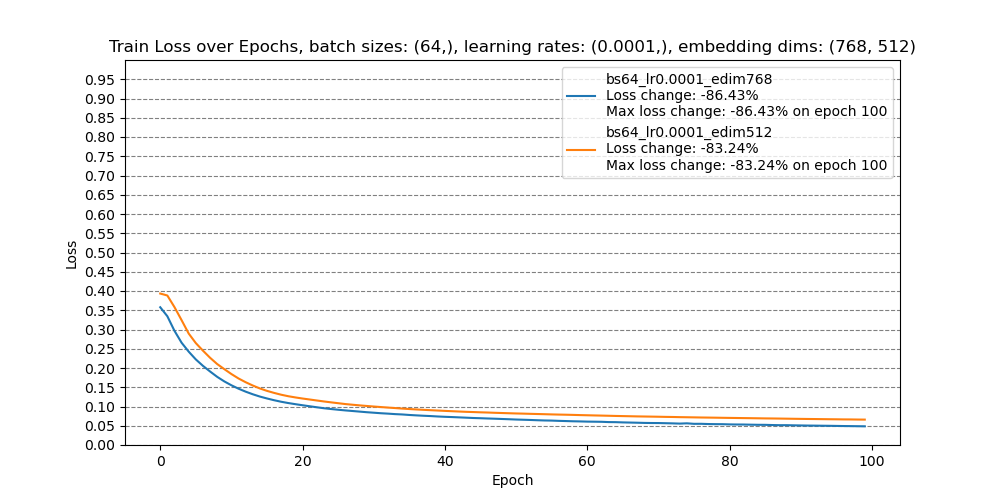 Train Loss over Epochs, batch sizes: (64,), learning rates: (0.0001,), embedding dims: (768, 512)
bs64_lr0.0001_edim768
Loss change: -86.43%
Max loss change: -86.43% on epoch 100
bs64_lr0.0001_edim512
Loss change: -83.24%
Max loss change: -83.24% on epoch 100
0.95
0.90
0.85
0.80
0.75
0.70
0.65
0.60
0.55
0.50
0.45
0.40
0.35
0.30
0.25
0.20
0.15
0.10
0.05
0.00
Loss
0 20 40 60 80 100
Epoch